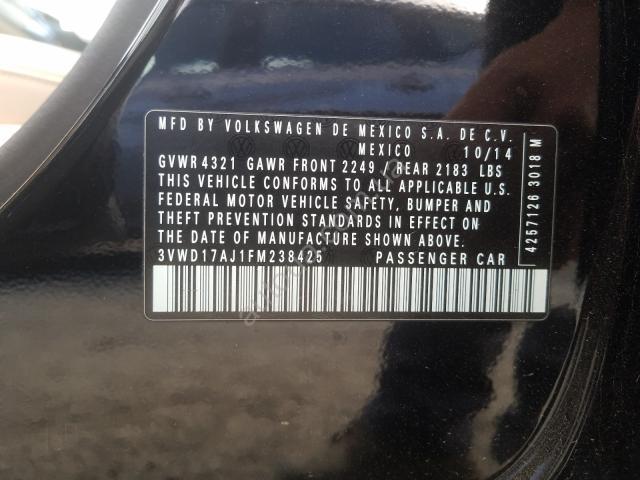 MFD BY VOLKSWAGEN DE MEXICO S.A. DE C.V.
MEXICO 10/14
GVWR 4321 GAWR FRONT 2249 , REAR 2183 LBS
THIS VEHICLE CONFORMS TO ALL APPLICABLE U.S.
FEDERAL MOTOR VEHICLE SAFETY, BUMPER AND
THEFT PREVENTION STANDARDS IN EFFECT ON
THE DATE OF MANUFACTURE SHOWN ABOVE.
3VWD17AJ1FM238425 PASSENGER CAR
4257126 3018 M